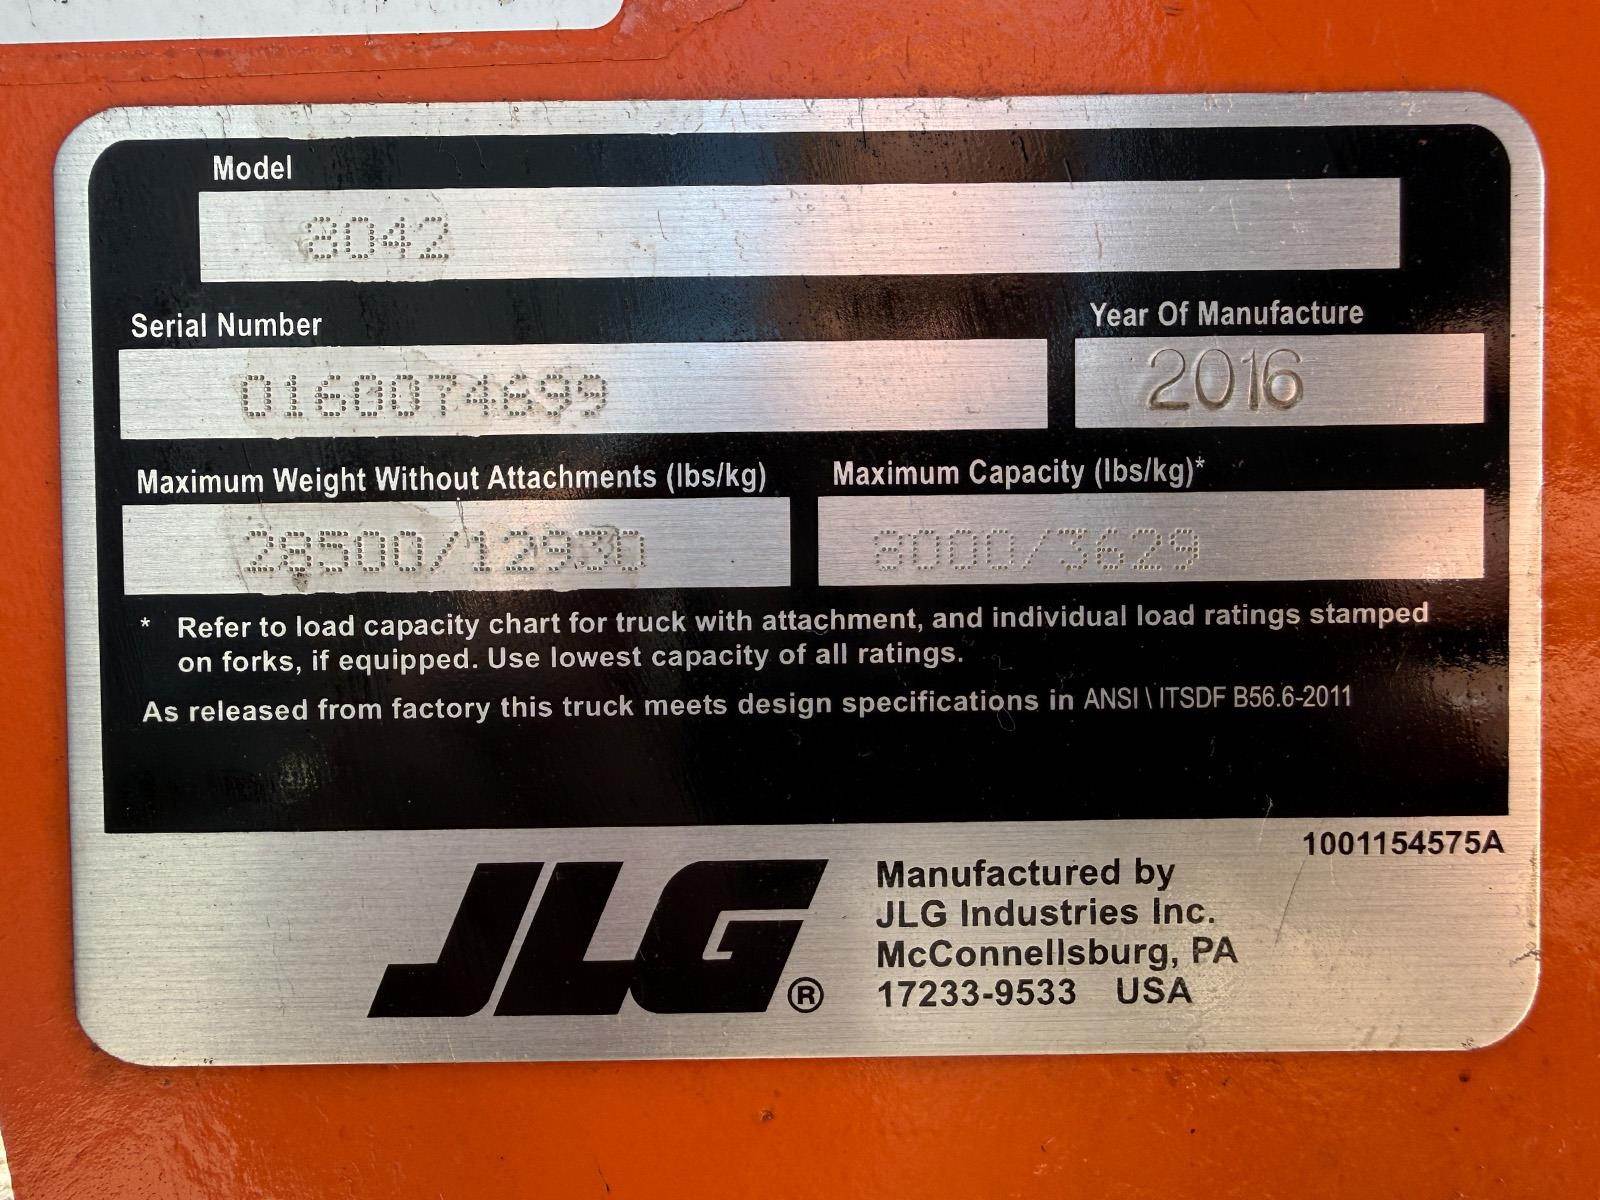 Model
8042
Serial Number
0160074699
Year Of Manufacture
2016
Maximum Weight Without Attachments (lbs/kg)
28500/12930
Maximum Capacity (lbs/kg)*
8000/3629
* Refer to load capacity chart for truck with attachment, and individual load ratings stamped
on forks, if equipped. Use lowest capacity of all ratings.
As released from factory this truck meets design specifications in ANSI \ ITSDF B56.6-2011
1001154575A
JLG®
Manufactured by
JLG Industries Inc.
McConnellsburg, PA
17233-9533 USA